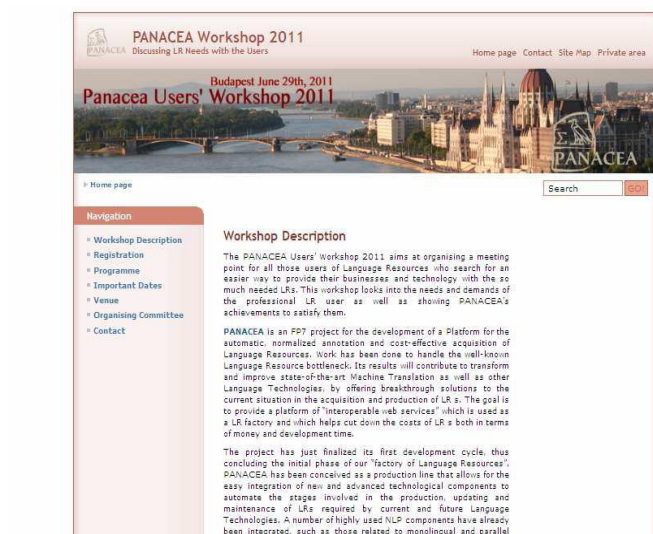 PANACEA Workshop 2011
PANACEA
Discussing LR Needs with the Users
Home page Contact Site Map Private area
Budapest June 29th, 2011
Panacea Users' Workshop 2011
PANACEA
Home page
Search GO!
Navigation
Workshop Description
Registration
Programme
Important Dates
Venue
Organising Committee
Contact
Workshop Description
The PANACEA Users' Workshop 2011 aims at organising a meeting
point for all those users of Language Resources who search for an
easier way to provide their businesses and technology with the so
much needed LRs. This workshop looks into the needs and demands of
the professional LR user as well as showing PANACEA's
achievements to satisfy them.
PANACEA is an FP7 project for the development of a Platform for the
automatic, normalized annotation and cost-effective acquisition of
Language Resources. Work has been done to handle the well-known
Language Resource bottleneck. Its results will contribute to transform
and improve state-of-the-art Machine Translation as well as other
Language Technologies, by offering breakthrough solutions to the
current situation in the acquisition and production of LR s. The goal is
to provide a platform of "interoperable web services" which is used as
a LR factory and which helps cut down the costs of LR s both in terms
of money and development time.
The project has just finalized its first development cycle, thus
concluding the initial phase of our "factory of Language Resources".
PANACEA has been conceived as a production line that allows for the
easy integration of new and advanced technological components to
automate the stages involved in the production, updating and
maintenance of LRs required by current and future Language
Technologies. A number of highly used NLP components have already
been integrated, such as those related to monolingual and parallel